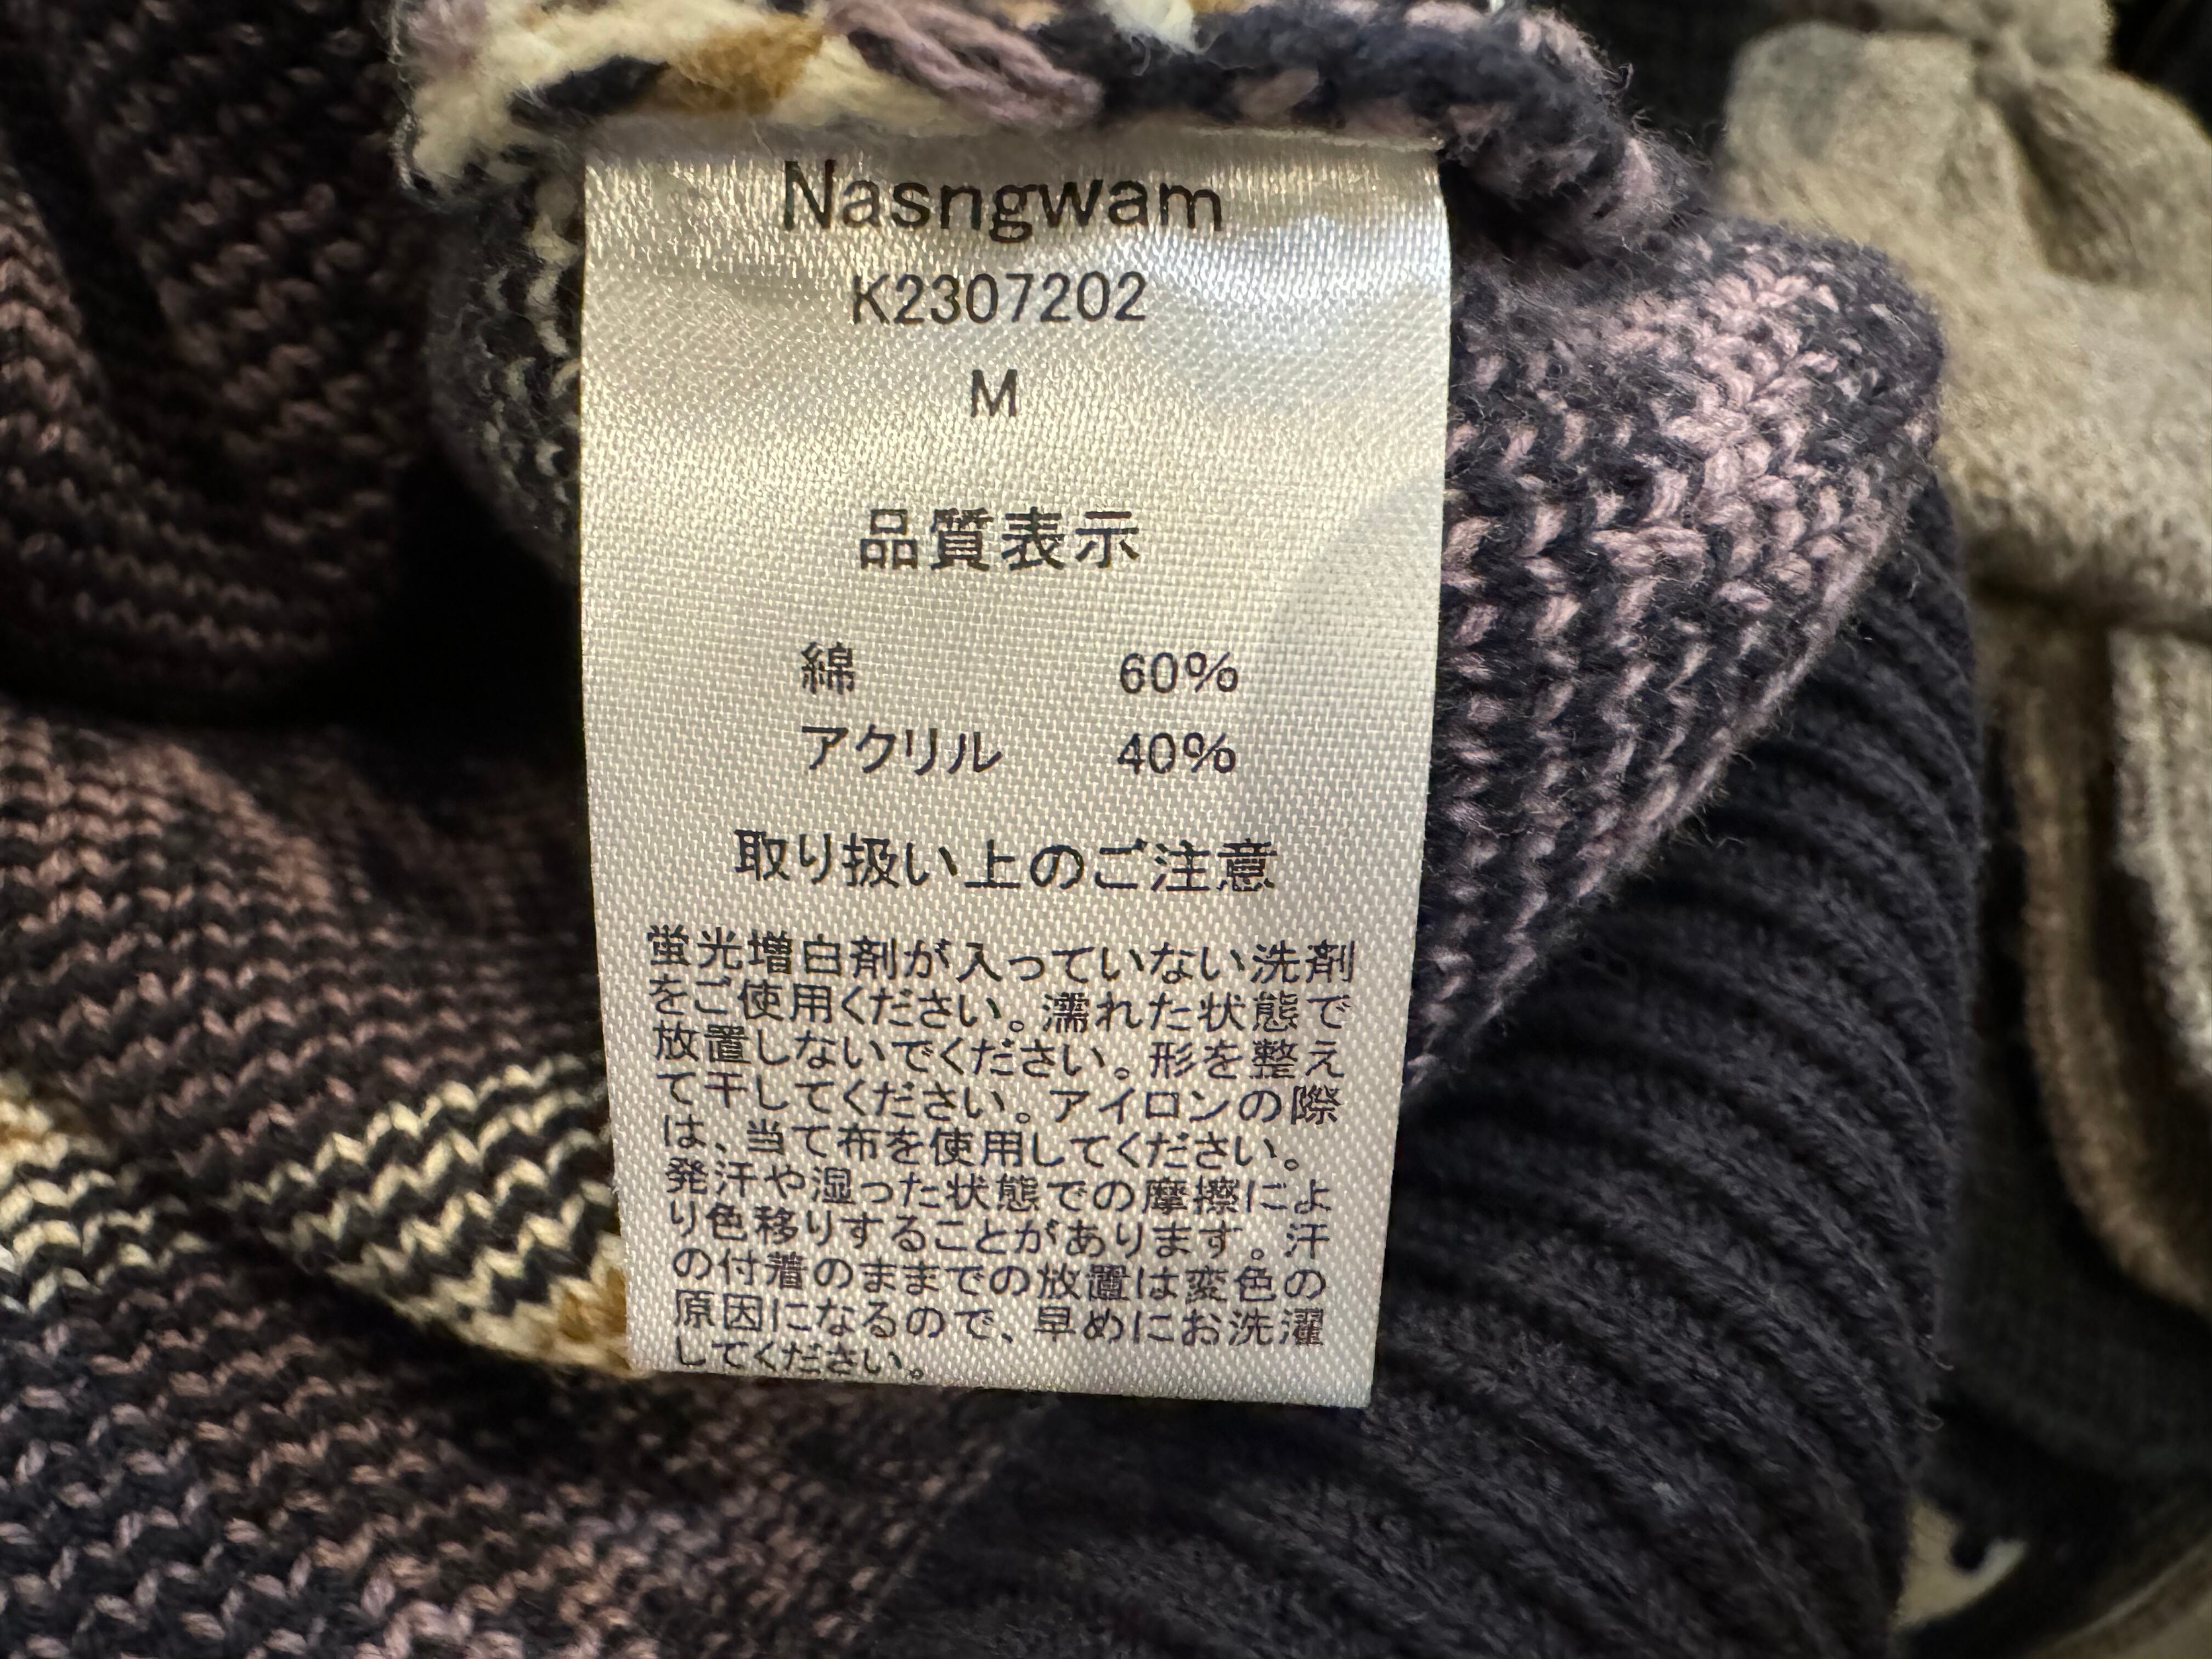 Nasngwam
K2307202
M
品質表示
綿 60%
アクリル 40%
取り扱い上のご注意
蛍光増白剤が入っていない洗剤
をご使用ください。濡れた状態で
放置しないでください。形を整え
て干してください。アイロンの際
は、当て布を使用してください。
発汗や湿った状態での摩擦によ
り色移りすることがあります。汗
の付着のままでの放置は変色の
原因になるので、早めにお洗濯
してください。